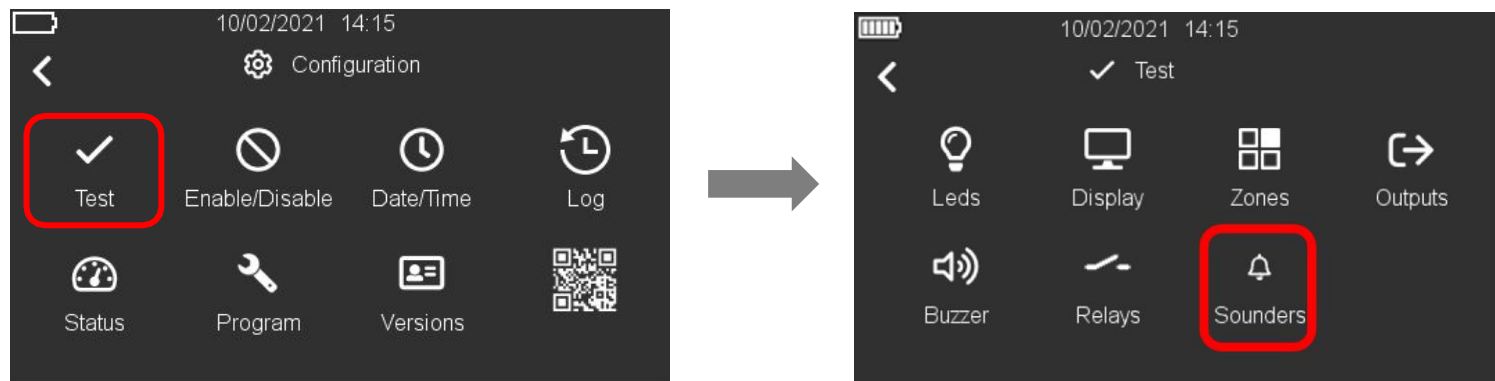 10/02/2021 14:15
Configuration
Test
Enable/Disable
Date/Time
Log
Status
Program
Versions
10/02/2021 14:15
Test
Leds
Display
Zones
Outputs
Buzzer
Relays
Sounders